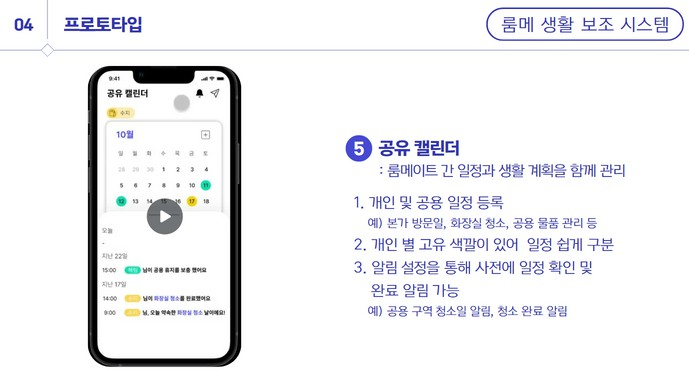 04
프로토타입
룸메 생활 보조 시스템
9:41
공유 캘린더
수지
10월
일 월 화 수 목 금 토
28 29 30 1 2 3 4
5 6 7 8 9 10 11
12 13 14 15 16 17 18
오늘
-
지난 22일
15:00 님이 공용 휴지를 보충 했어요
지난 17일
14:00 수지 님이 화장실 청소를 완료했어요
9:00 수지 님, 오늘 약속한 화장실 청소 날이에요!
5 공유 캘린더
: 룸메이트 간 일정과 생활 계획을 함께 관리
1. 개인 및 공용 일정 등록
예) 본가 방문일, 화장실 청소, 공용 물품 관리 등
2. 개인 별 고유 색깔이 있어 일정 쉽게 구분
3. 알림 설정을 통해 사전에 일정 확인 및
완료 알림 가능
예) 공용 구역 청소일 알림, 청소 완료 알림